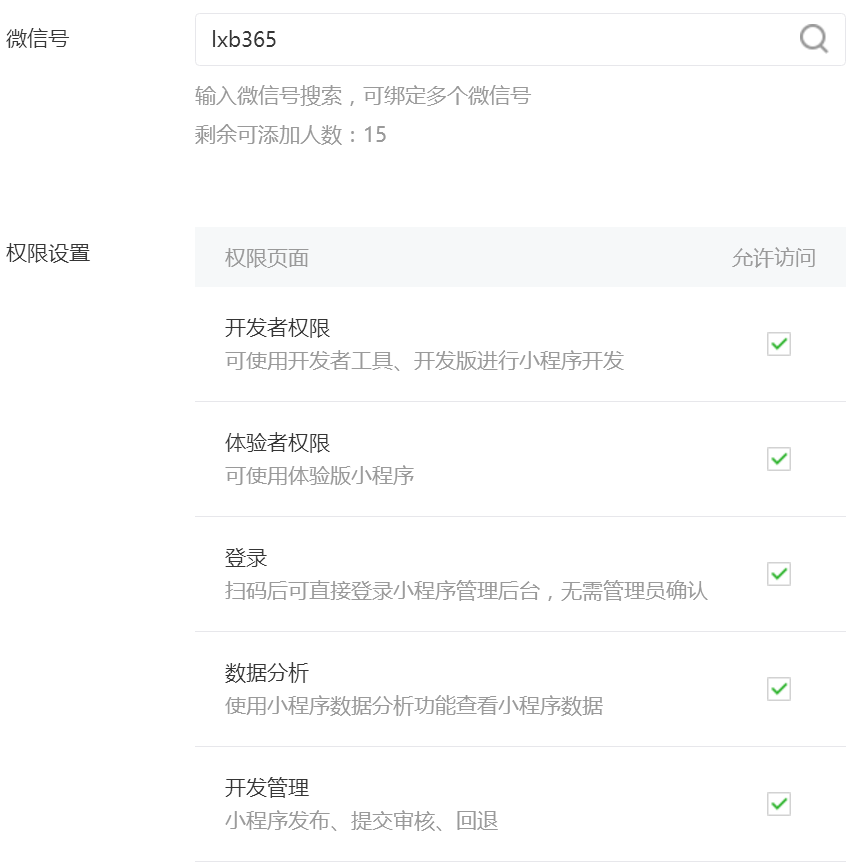 微信号
lxb365
输入微信号搜索，可绑定多个微信号
剩余可添加人数：15
权限设置
权限页面 允许访问
开发者权限
可使用开发者工具、开发版进行小程序开发
体验者权限
可使用体验版小程序
登录
扫码后可直接登录小程序管理后台，无需管理员确认
数据分析
使用小程序数据分析功能查看小程序数据
开发管理
小程序发布、提交审核、回退